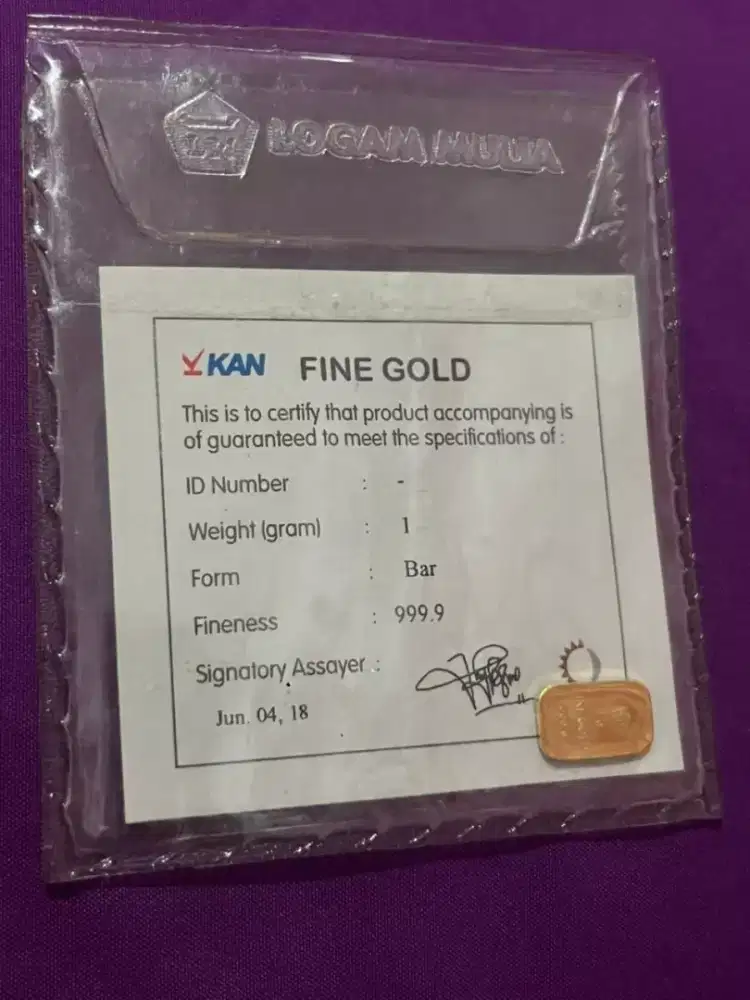 LM
LOGAM MULIA
KAN FINE GOLD
This is to certify that product accompanying is
of guaranteed to meet the specifications of :
ID Number : -
Weight (gram) : 1
Form : Bar
Fineness : 999.9
Signatory Assayer :
Jun. 04, 18